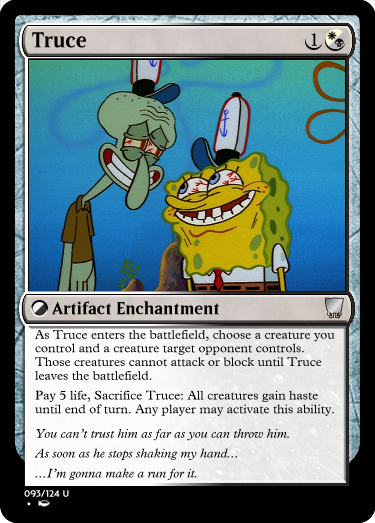 Truce
1
Artifact Enchantment
As Truce enters the battlefield, choose a creature you
control and a creature target opponent controls.
Those creatures cannot attack or block until Truce
leaves the battlefield.
Pay 5 life, Sacrifice Truce: All creatures gain haste
until end of turn. Any player may activate this ability.
You can't trust him as far as you can throw him.
As soon as he stops shaking my hand…
…I'm gonna make a run for it.
093/124 U